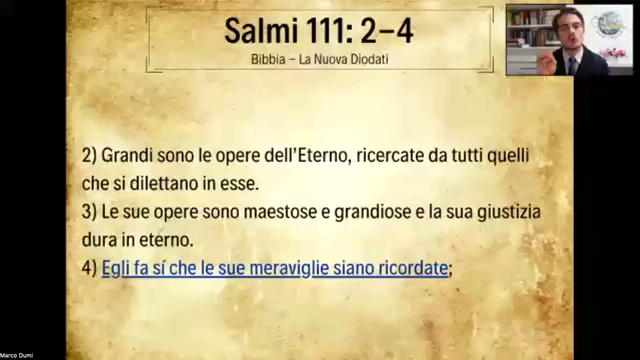 Salmi 111: 2–4
Bibbia – La Nuova Diodati
2) Grandi sono le opere dell'Eterno, ricercate da tutti quelli
che si dilettano in esse.
3) Le sue opere sono maestose e grandiose e la sua giustizia
dura in eterno.
4) Egli fa sí che le sue meraviglie siano ricordate;
Marco Dumi